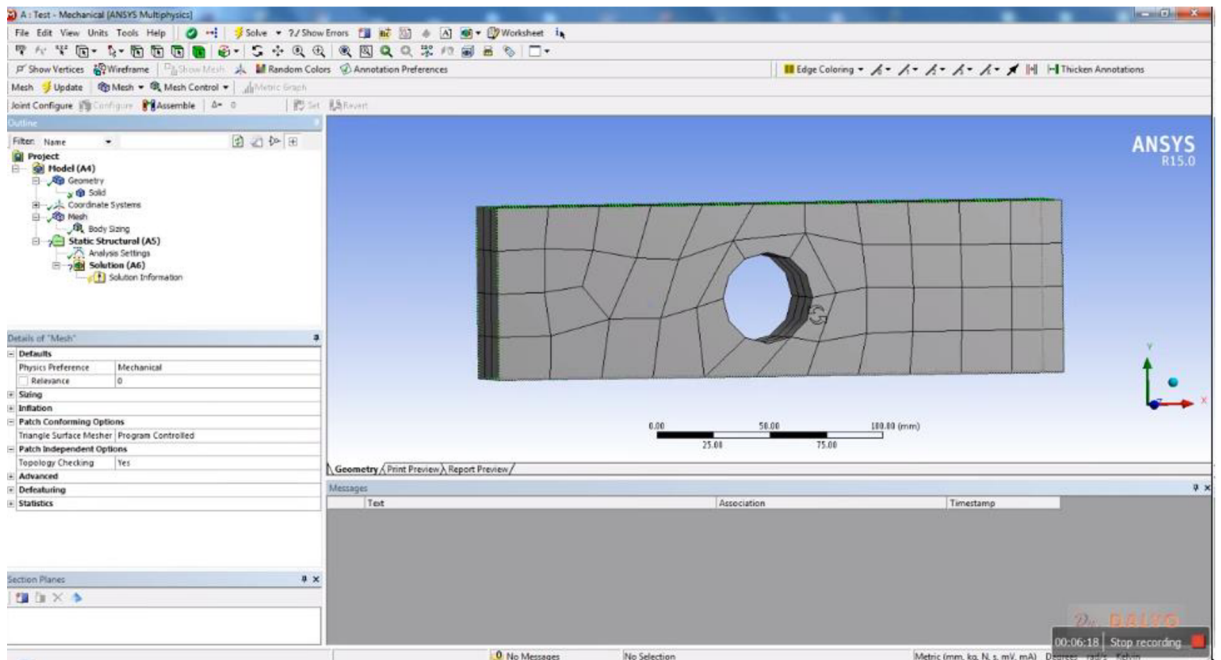 A : Test - Mechanical [ANSYS Multiphysics]
File Edit View Units Tools Help Solve ?/ Show Errors Worksheet
Show Vertices Wireframe Show Mesh Random Colors Annotation Preferences Edge Coloring Thicken Annotations
Mesh Update Mesh Mesh Control Metric Graph
Joint Configure Configure Assemble Δ= 0 Set Revert
Outline
Filter: Name
Project
Model (A4)
Geometry
Solid
Coordinate Systems
Mesh
Body Sizing
Static Structural (A5)
Analysis Settings
Solution (A6)
Solution Information
ANSYS
R15.0
Y
X
0.00 50.00 100.00 (mm)
25.00 75.00
Details of "Mesh"
Defaults
Physics Preference Mechanical
Relevance 0
Sizing
Inflation
Patch Conforming Options
Triangle Surface Mesher Program Controlled
Patch Independent Options
Topology Checking Yes
Advanced
Defeaturing
Statistics
Geometry Print Preview Report Preview
Messages
Text Association Timestamp
Section Planes
00:06:18 Stop recording
0 No Messages No Selection Metric (mm, kg, N, s, mV, mA) Degrees rad/s Kelvin